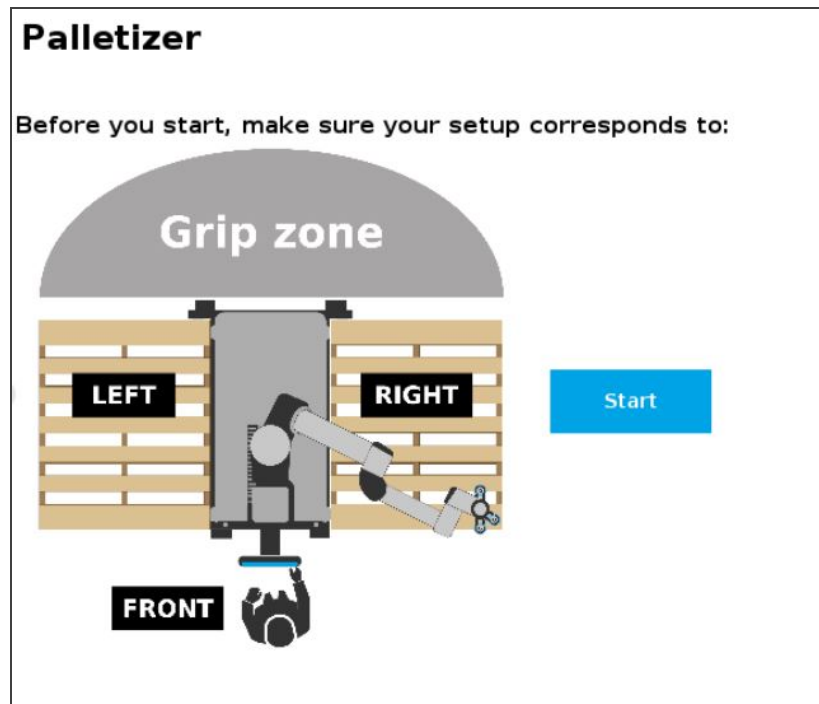 Palletizer
Before you start, make sure your setup corresponds to:
Grip zone
LEFT
RIGHT
Start
FRONT